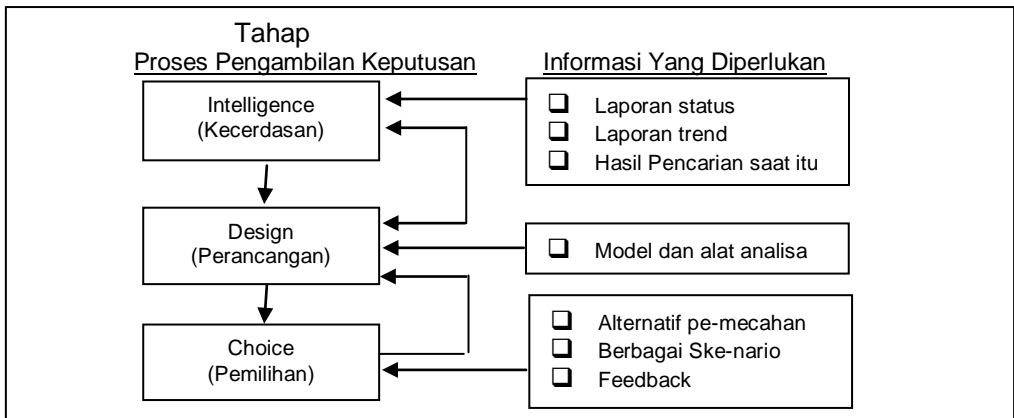 Tahap
Proses Pengambilan Keputusan
Informasi Yang Diperlukan
Intelligence
(Kecerdasan)
Laporan status
Laporan trend
Hasil Pencarian saat itu
Design
(Perancangan)
Model dan alat analisa
Choice
(Pemilihan)
Alternatif pe-mecahan
Berbagai Ske-nario
Feedback